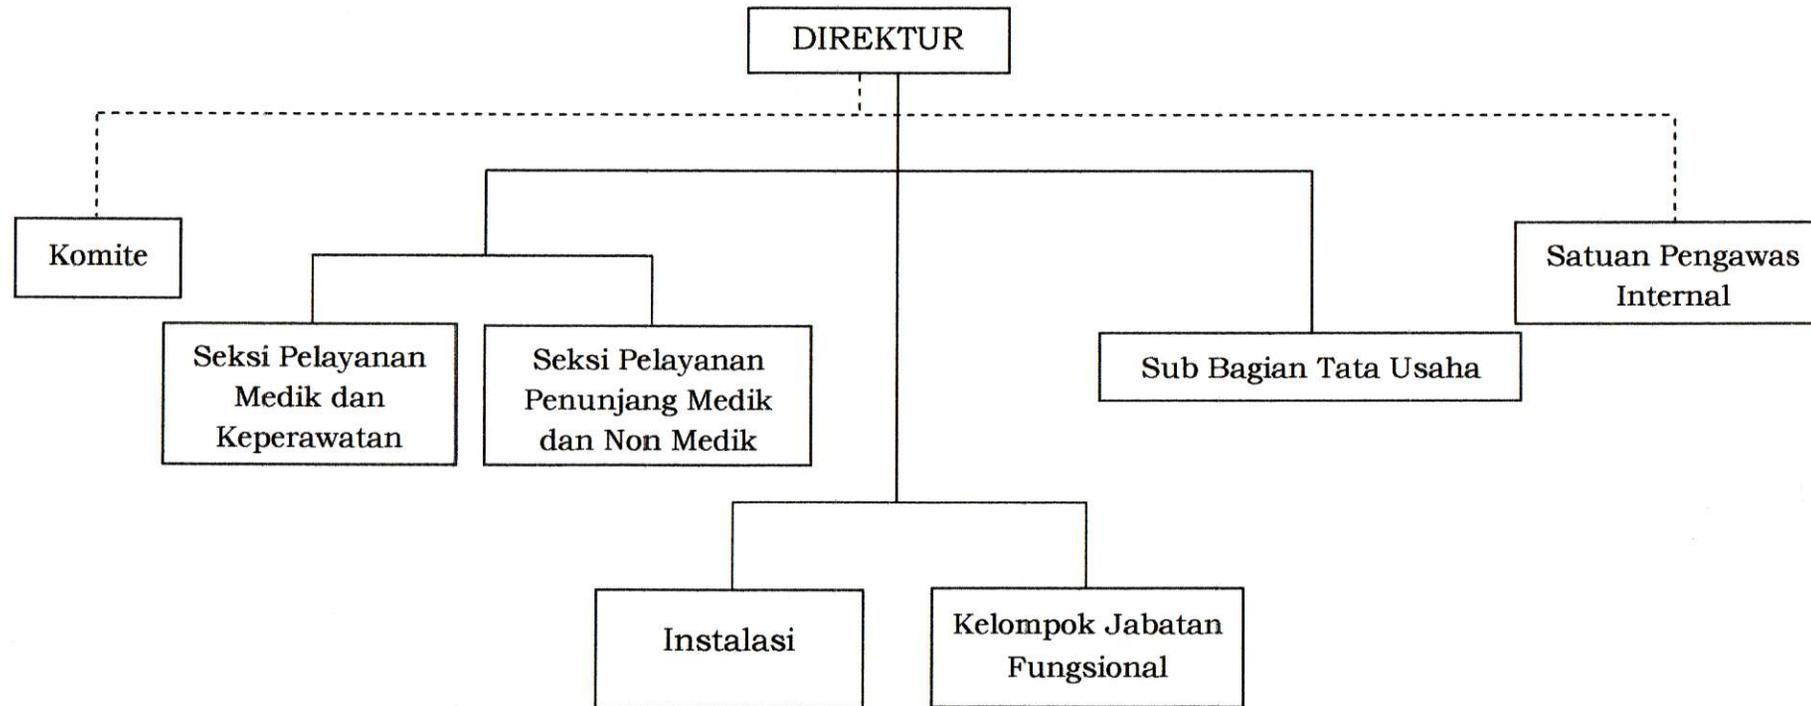 DIREKTUR
Komite
Satuan Pengawas
Internal
Seksi Pelayanan
Medik dan
Keperawatan
Seksi Pelayanan
Penunjang Medik
dan Non Medik
Sub Bagian Tata Usaha
Instalasi
Kelompok Jabatan
Fungsional